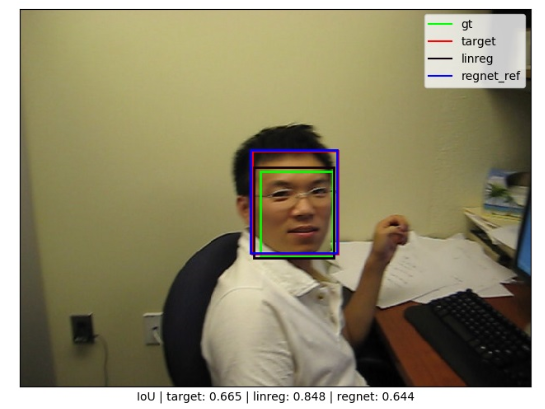 gt
target
linreg
regnet_ref
IoU | target: 0.665 | linreg: 0.848 | regnet: 0.644